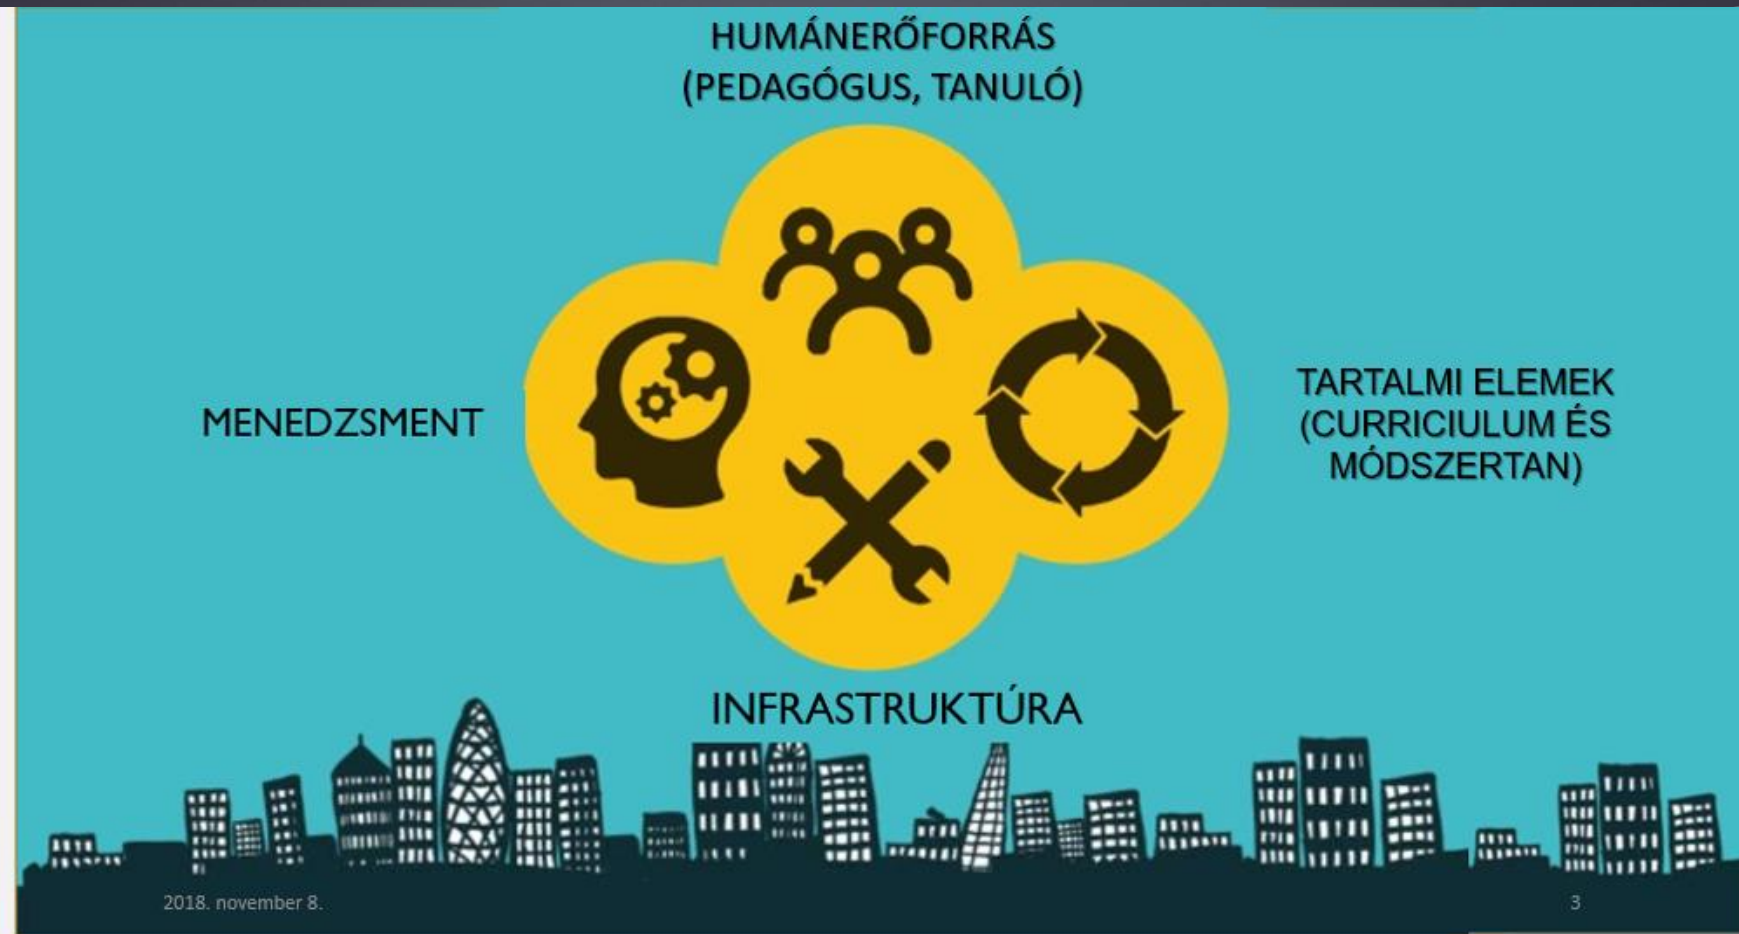 HUMÁNERŐFORRÁS
(PEDAGÓGUS, TANULÓ)
MENEDZSMENT
TARTALMI ELEMEK
(CURRICIULUM ÉS
MÓDSZERTAN)
INFRASTRUKTÚRA
2018. november 8.
3